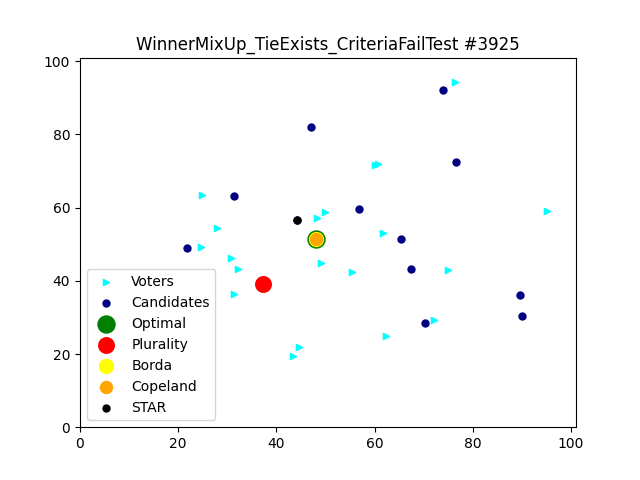 WinnerMixUp_TieExists_CriteriaFailTest #3925
100
80
60
40
20
0
Voters
Candidates
Optimal
Plurality
Borda
Copeland
STAR
0 20 40 60 80 100